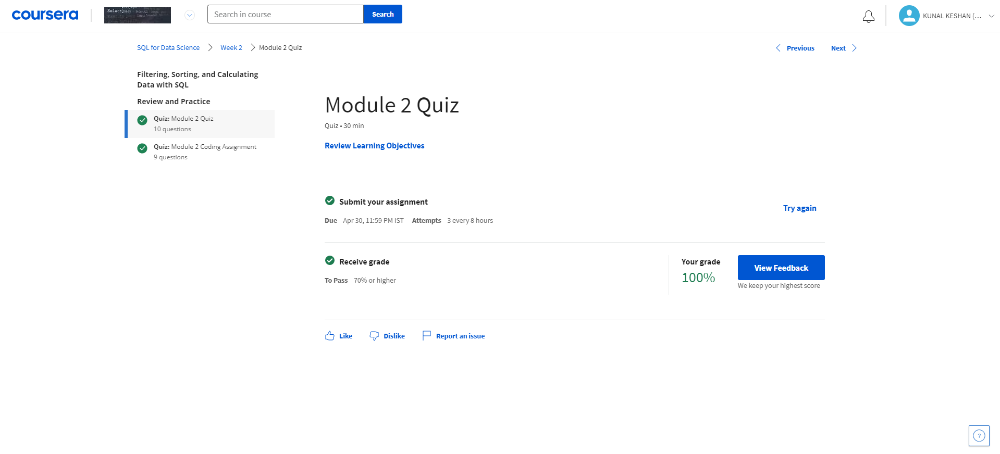 coursera
SelectQuery
Search in course
Search
KUNAL KESHAN (...
SQL for Data Science
Week 2
Module 2 Quiz
Previous
Next
Filtering, Sorting, and Calculating
Data with SQL
Review and Practice
Quiz: Module 2 Quiz
10 questions
Quiz: Module 2 Coding Assignment
9 questions
Module 2 Quiz
Quiz • 30 min
Review Learning Objectives
Submit your assignment
Due Apr 30, 11:59 PM IST Attempts 3 every 8 hours
Try again
Receive grade
To Pass 70% or higher
Your grade
100%
View Feedback
We keep your highest score
Like
Dislike
Report an issue
?